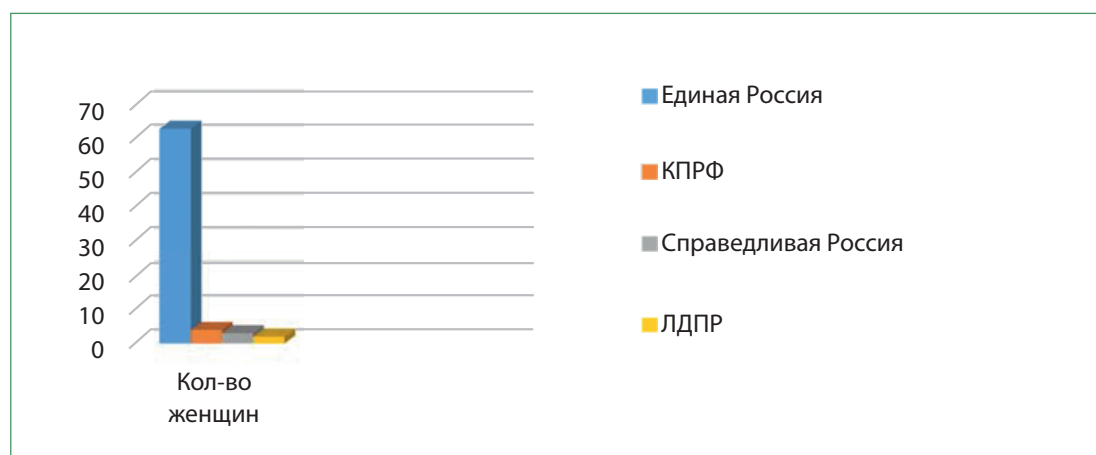 70
60
50
40
30
20
10
0
Кол-во
женщин
Единая Россия
КПРФ
Справедливая Россия
ЛДПР